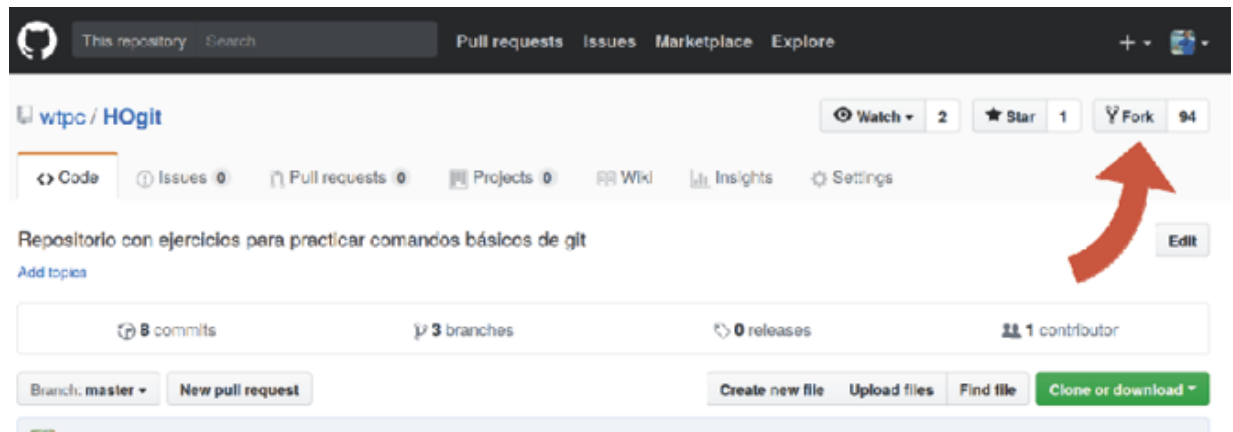 This repository Search Pull requests Issues Marketplace Explore
wtpc / HOgit Watch 2 Star 1 Fork 94
Code Issues 0 Pull requests 0 Projects 0 Wiki Insights Settings
Repositorio con ejercicios para practicar comandos básicos de git Edit
Add topics
8 commits 3 branches 0 releases 1 contributor
Branch: master New pull request Create new file Upload files Find file Clone or download